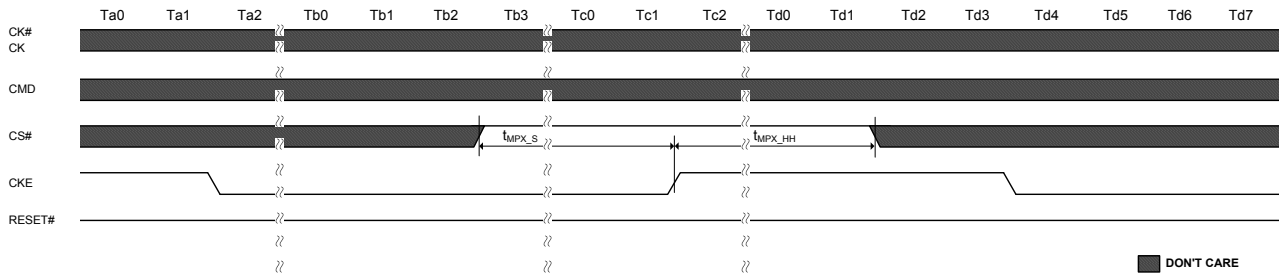 Ta0 Ta1 Ta2 Tb0 Tb1 Tb2 Tb3 Tc0 Tc1 Tc2 Td0 Td1 Td2 Td3 Td4 Td5 Td6 Td7
CK#
CK
CMD
CS#
tMPX_S tMPX_HH
CKE
RESET#
DON'T CARE